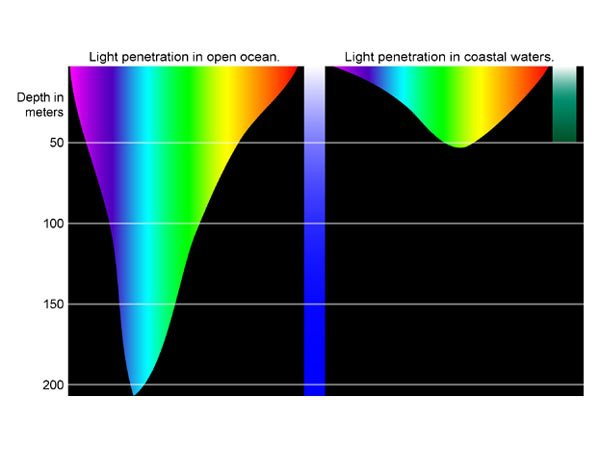 Light penetration in open ocean.
Light penetration in coastal waters.
Depth in
meters
50
100
150
200